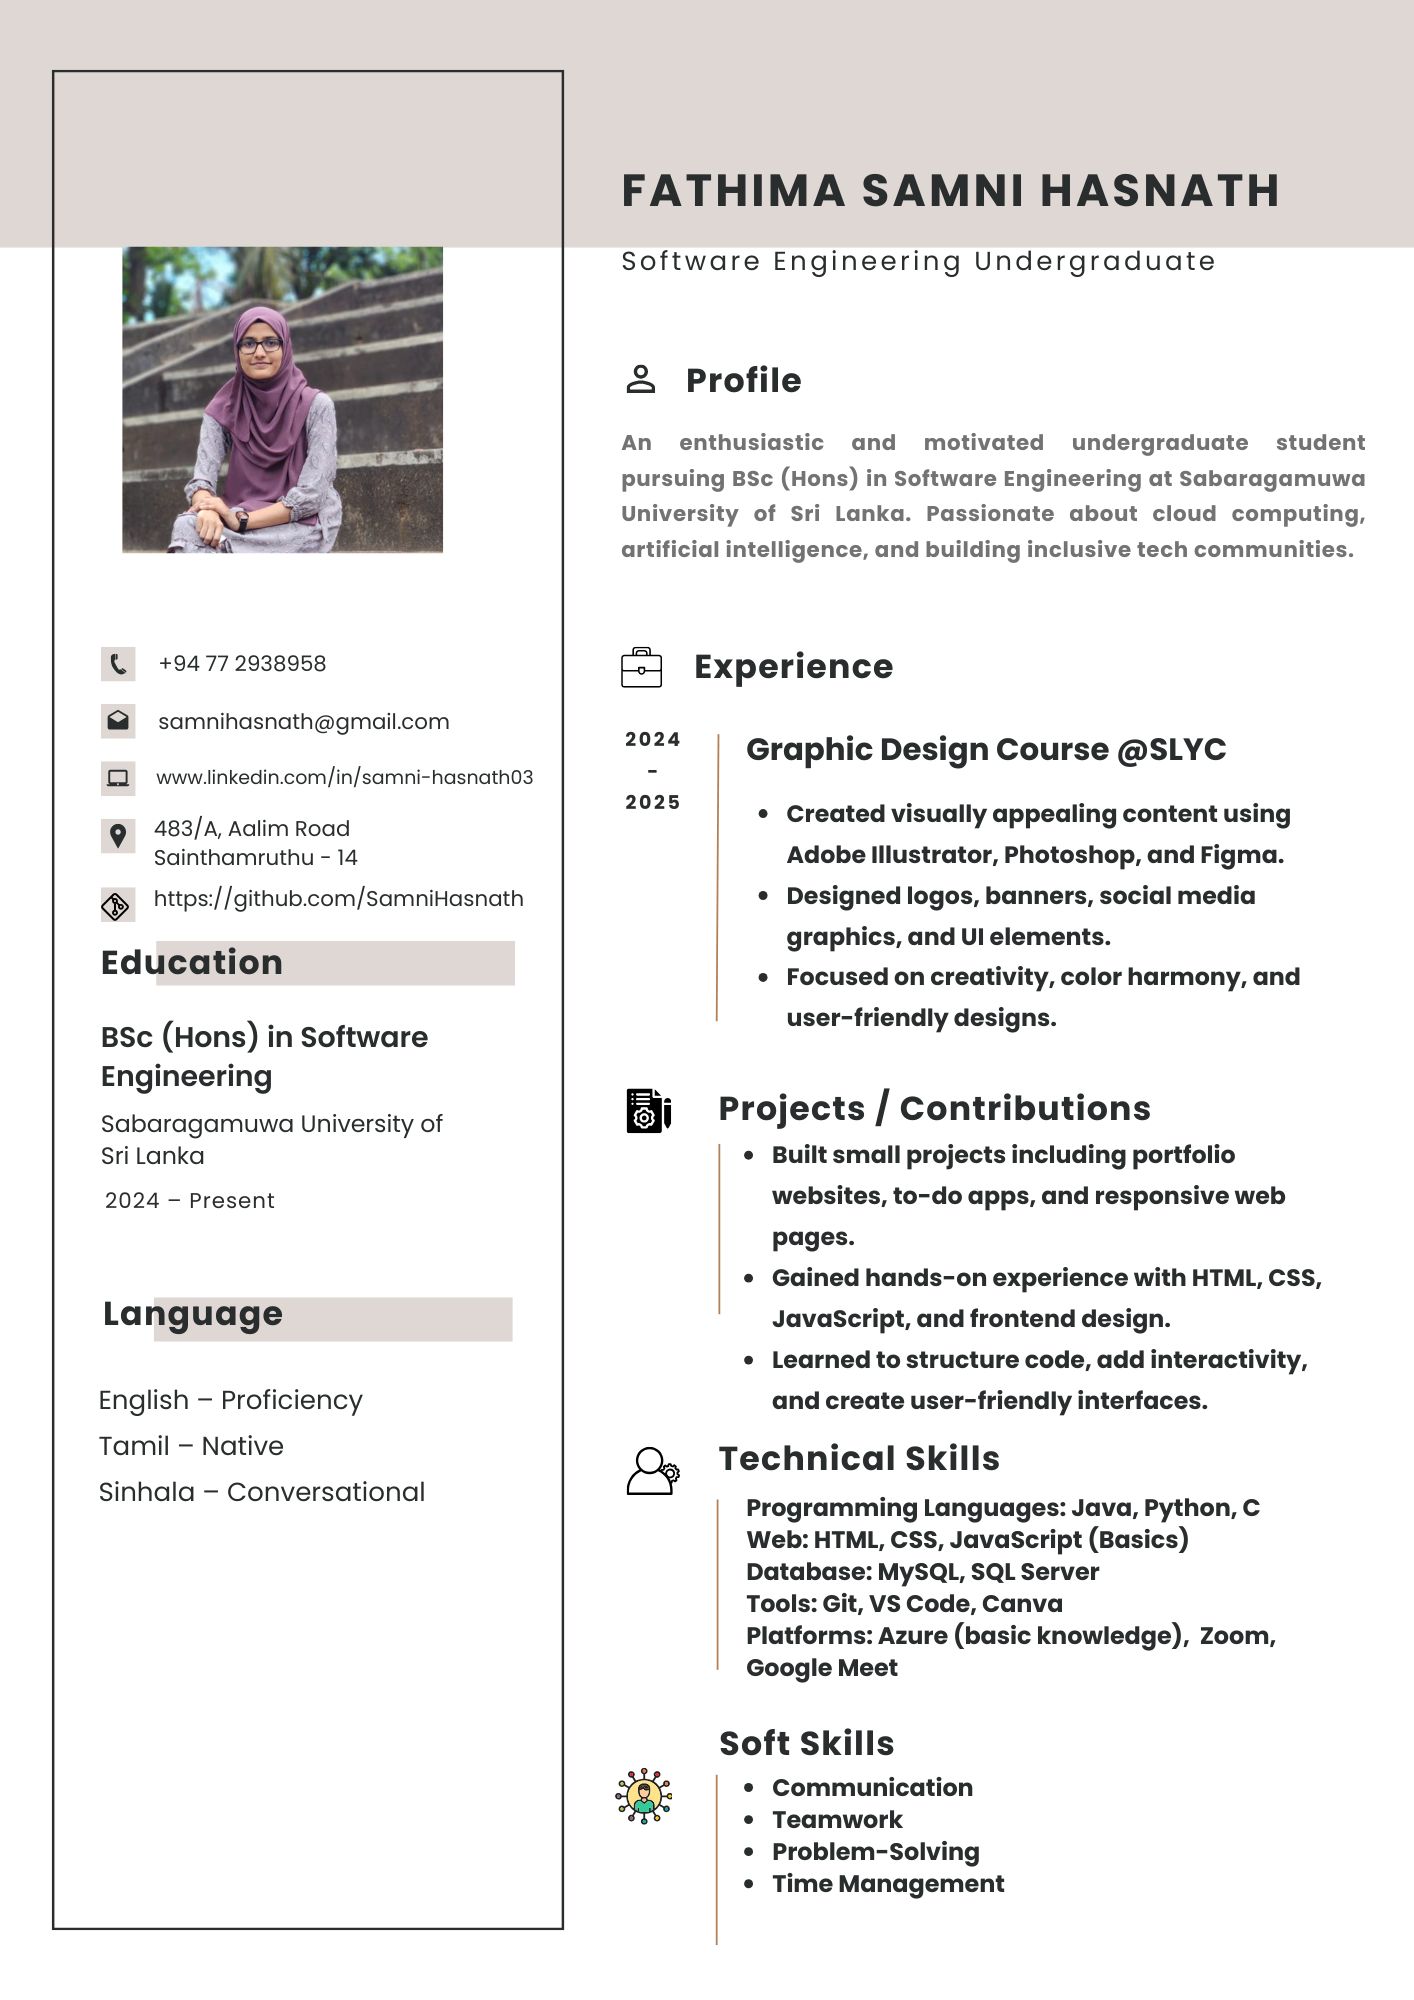 FATHIMA SAMNI HASNATH
Software Engineering Undergraduate
+94 77 2938958
samnihasnath@gmail.com
www.linkedin.com/in/samni-hasnath03
483/A, Aalim Road
Sainthamruthu - 14
https://github.com/SamniHasnath
Education
BSc (Hons) in Software
Engineering
Sabaragamuwa University of
Sri Lanka
2024 – Present
Language
English – Proficiency
Tamil – Native
Sinhala – Conversational
Profile
An enthusiastic and motivated undergraduate student
pursuing BSc (Hons) in Software Engineering at Sabaragamuwa
University of Sri Lanka. Passionate about cloud computing,
artificial intelligence, and building inclusive tech communities.
Experience
2024
-
2025
Graphic Design Course @SLYC
• Created visually appealing content using
Adobe Illustrator, Photoshop, and Figma.
• Designed logos, banners, social media
graphics, and UI elements.
• Focused on creativity, color harmony, and
user-friendly designs.
Projects / Contributions
• Built small projects including portfolio
websites, to-do apps, and responsive web
pages.
• Gained hands-on experience with HTML, CSS,
JavaScript, and frontend design.
• Learned to structure code, add interactivity,
and create user-friendly interfaces.
Technical Skills
Programming Languages: Java, Python, C
Web: HTML, CSS, JavaScript (Basics)
Database: MySQL, SQL Server
Tools: Git, VS Code, Canva
Platforms: Azure (basic knowledge), Zoom,
Google Meet
Soft Skills
• Communication
• Teamwork
• Problem-Solving
• Time Management